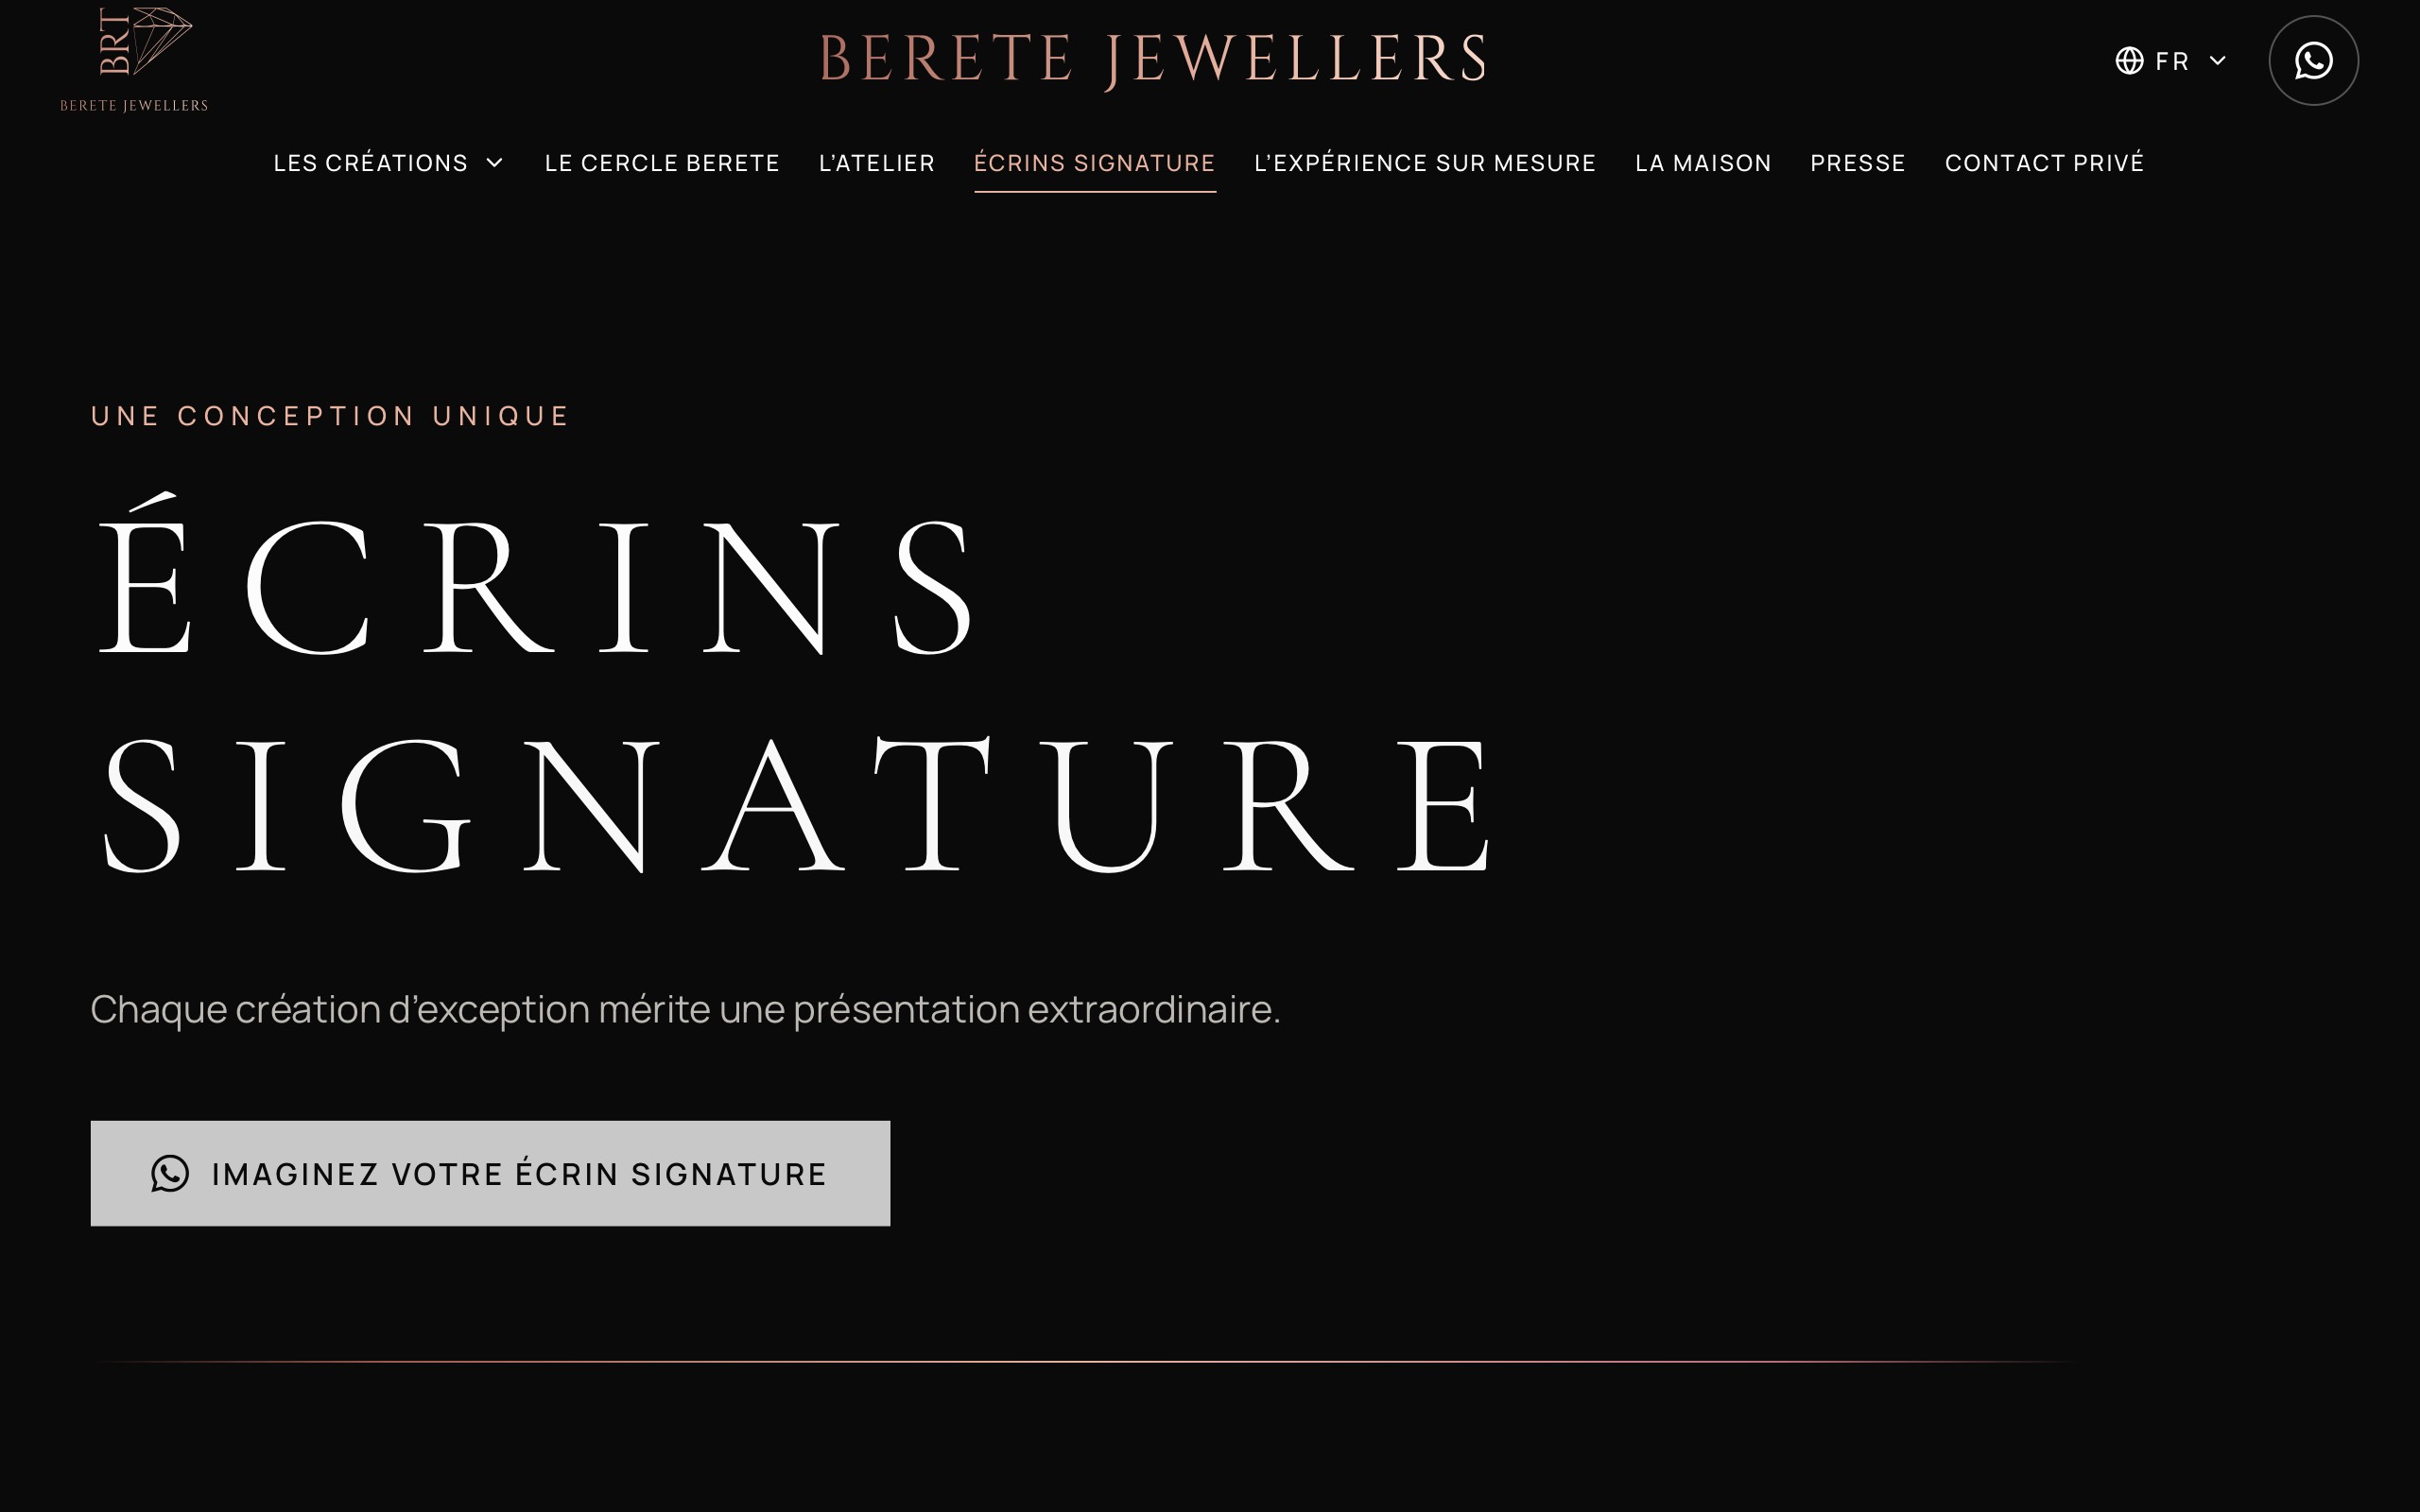 BRT
BERETE JEWELLERS
BERETE JEWELLERS
FR
LES CRÉATIONS LE CERCLE BERETE L’ATELIER ÉCRINS SIGNATURE L’EXPÉRIENCE SUR MESURE LA MAISON PRESSE CONTACT PRIVÉ
UNE CONCEPTION UNIQUE
ÉCRINS
SIGNATURE
Chaque création d’exception mérite une présentation extraordinaire.
IMAGINEZ VOTRE ÉCRIN SIGNATURE